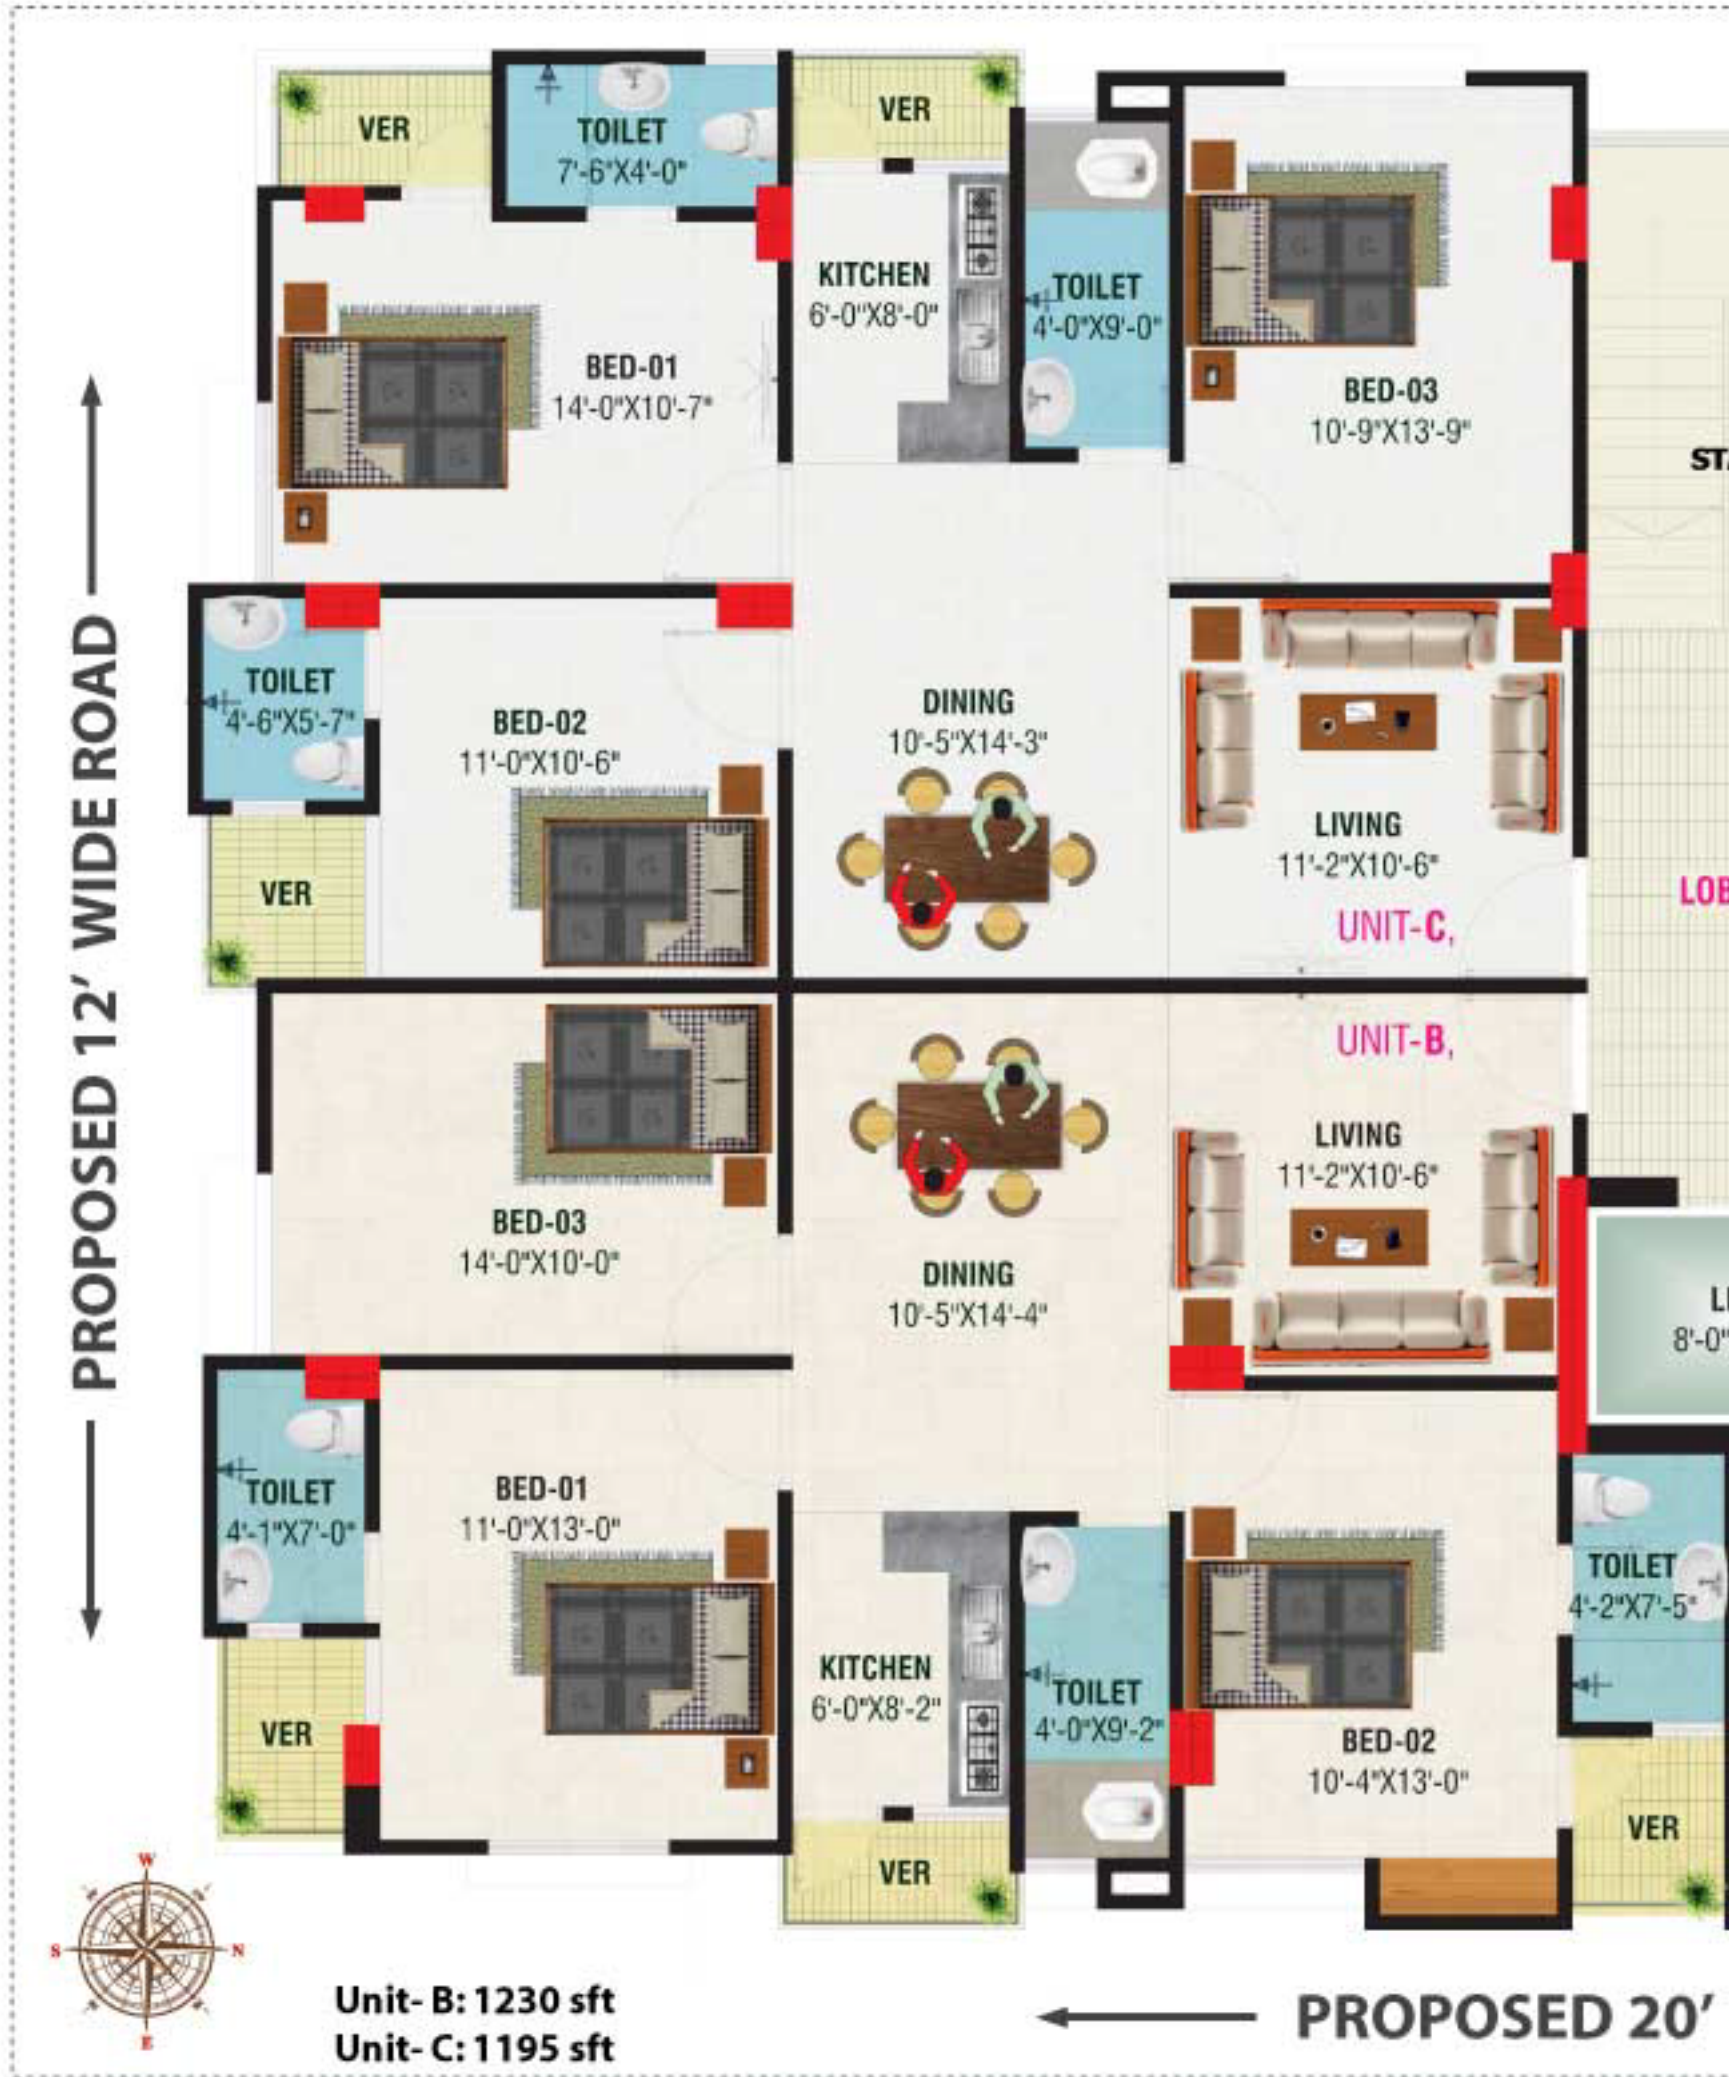 VER
TOILET
7'-6"X4'-0"
VER
KITCHEN
6'-0"X8'-0"
TOILET
4'-0"X9'-0"
BED-01
14'-0"X10'-7"
BED-03
10'-9"X13'-9"
STA
TOILET
4'-6"X5'-7"
BED-02
11'-0"X10'-6"
DINING
10'-5"X14'-3"
LIVING
11'-2"X10'-6"
VER
LOB
UNIT-C,
UNIT-B,
LIVING
11'-2"X10'-6"
BED-03
14'-0"X10'-0"
DINING
10'-5"X14'-4"
8'-0"
PROPOSED 12' WIDE ROAD
TOILET
4'-1"X7'-0"
BED-01
11'-0"X13'-0"
TOILET
4'-2"X7'-5"
KITCHEN
6'-0"X8'-2"
TOILET
4'-0"X9'-2"
VER
BED-02
10'-4"X13'-0"
VER
VER
W
S
N
E
Unit- B: 1230 sft
Unit- C: 1195 sft
PROPOSED 20'